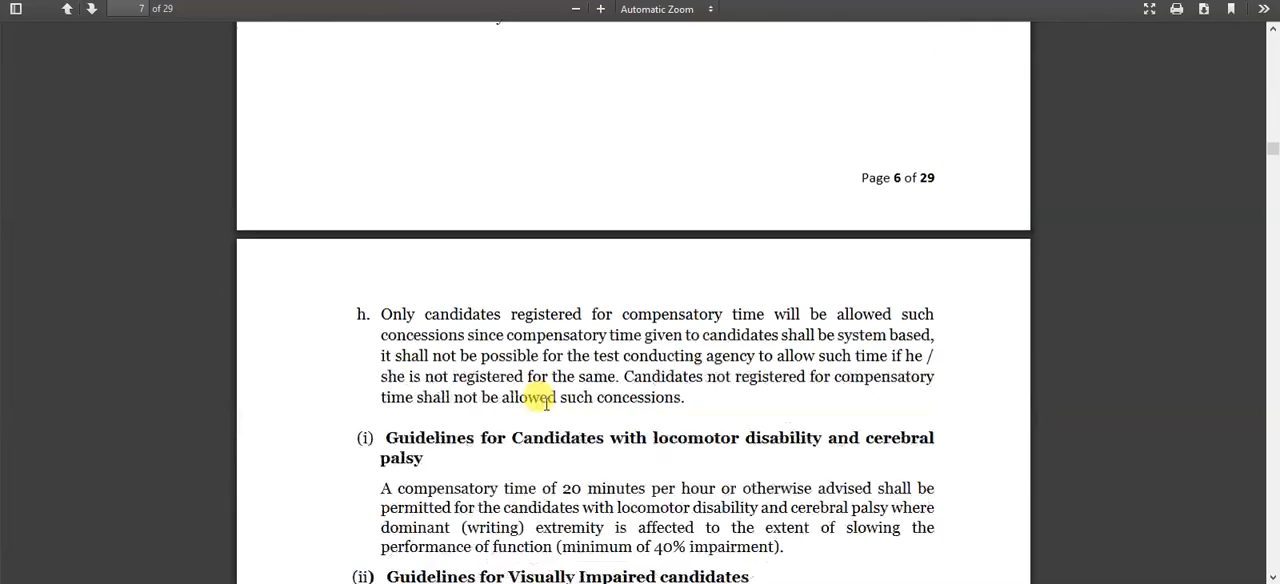 7 of 29
Automatic Zoom
Page 6 of 29
h. Only candidates registered for compensatory time will be allowed such
concessions since compensatory time given to candidates shall be system based,
it shall not be possible for the test conducting agency to allow such time if he /
she is not registered for the same. Candidates not registered for compensatory
time shall not be allowed such concessions.
(i) Guidelines for Candidates with locomotor disability and cerebral
palsy
A compensatory time of 20 minutes per hour or otherwise advised shall be
permitted for the candidates with locomotor disability and cerebral palsy where
dominant (writing) extremity is affected to the extent of slowing the
performance of function (minimum of 40% impairment).
(ii) Guidelines for Visually Impaired candidates